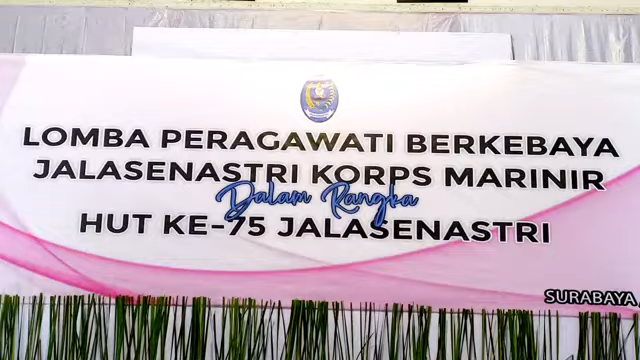 LOMBA PERAGAWATI BERKEBAYA
JALASENASTRI KORPS MARINIR
Dalam Rangka
HUT KE-75 JALASENASTRI
SURABAYA,